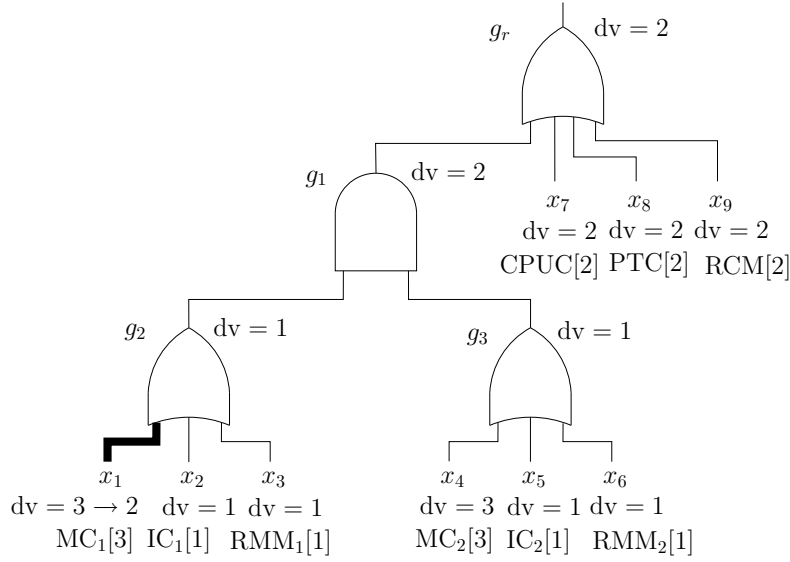 g_r dv = 2
g_1 dv = 2
x_7 x_8 x_9
dv = 2 dv = 2 dv = 2
CPUC[2] PTC[2] RCM[2]
g_2 dv = 1 g_3 dv = 1
x_1 x_2 x_3 x_4 x_5 x_6
dv = 3 → 2 dv = 1 dv = 1 dv = 3 dv = 1 dv = 1
MC_1[3] IC_1[1] RMM_1[1] MC_2[3] IC_2[1] RMM_2[1]